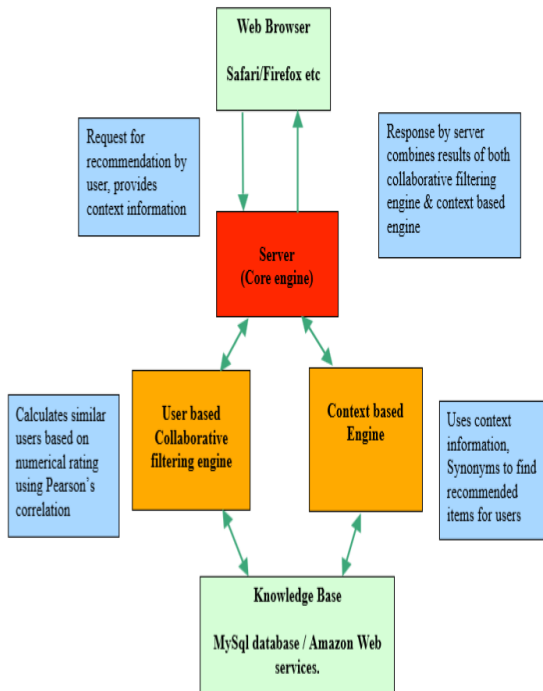 Web Browser
Safari/Firefox etc
Request for
recommendation by
user, provides
context information
Response by server
combines results of both
collaborative filtering
engine & context based
engine
Server
(Core engine)
Calculates similar
users based on
numerical rating
using Pearson's
correlation
User based
Collaborative
filtering engine
Context based
Engine
Uses context
information,
Synonyms to find
recommended
items for users
Knowledge Base
MySql database / Amazon Web
services.